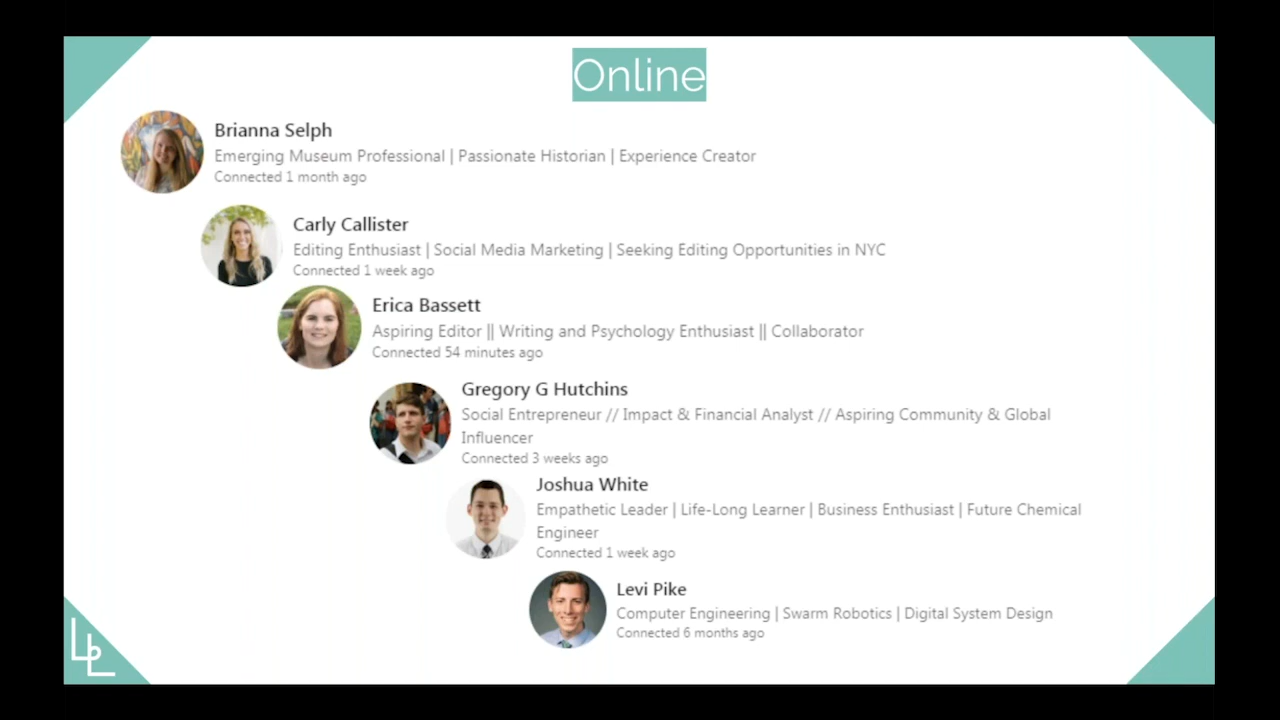 Online
Brianna Selph
Emerging Museum Professional | Passionate Historian | Experience Creator
Connected 1 month ago
Carly Callister
Editing Enthusiast | Social Media Marketing | Seeking Editing Opportunities in NYC
Connected 1 week ago
Erica Bassett
Aspiring Editor || Writing and Psychology Enthusiast || Collaborator
Connected 54 minutes ago
Gregory G Hutchins
Social Entrepreneur // Impact & Financial Analyst // Aspiring Community & Global
Influencer
Connected 3 weeks ago
Joshua White
Empathetic Leader | Life-Long Learner | Business Enthusiast | Future Chemical
Engineer
Connected 1 week ago
Levi Pike
Computer Engineering | Swarm Robotics | Digital System Design
Connected 6 months ago